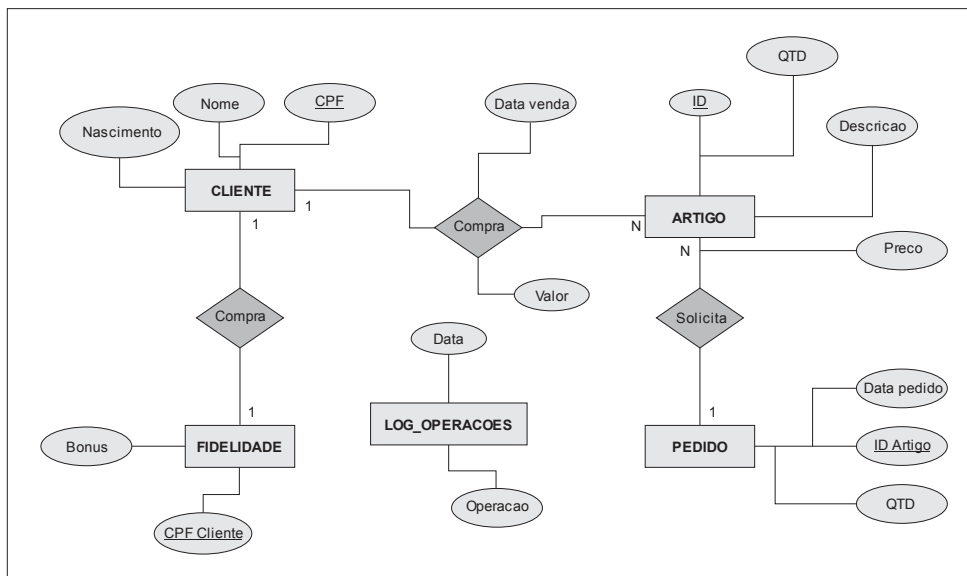 QTD
Nome
CPF
Data venda
ID
Nascimento
Descricao
CLIENTE
1
1
Compra
N
ARTIGO
N
Preco
Valor
Compra
Solicita
Data
1
1
Data pedido
Bonus
FIDELIDADE
LOG_OPERACOES
PEDIDO
ID Artigo
CPF Cliente
Operacao
QTD